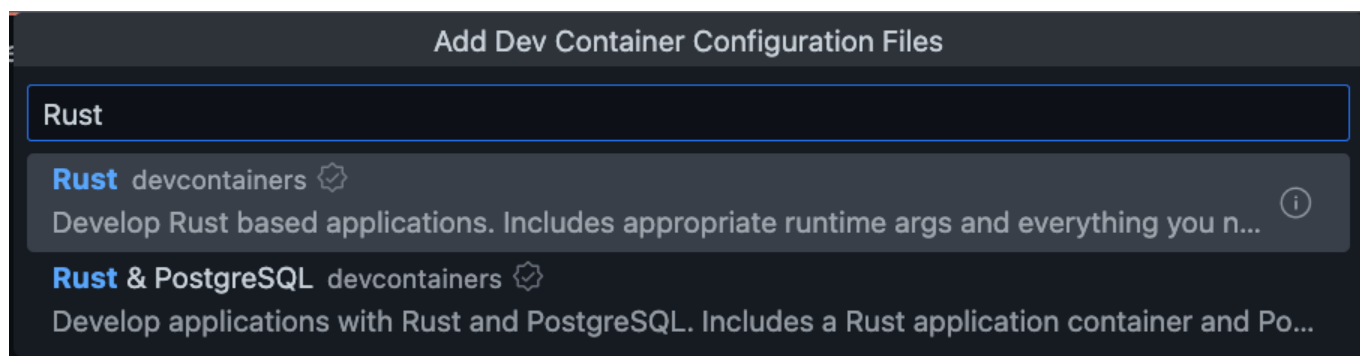 Add Dev Container Configuration Files
Rust
Rust devcontainers
Develop Rust based applications. Includes appropriate runtime args and everything you n...
Rust & PostgreSQL devcontainers
Develop applications with Rust and PostgreSQL. Includes a Rust application container and Po...